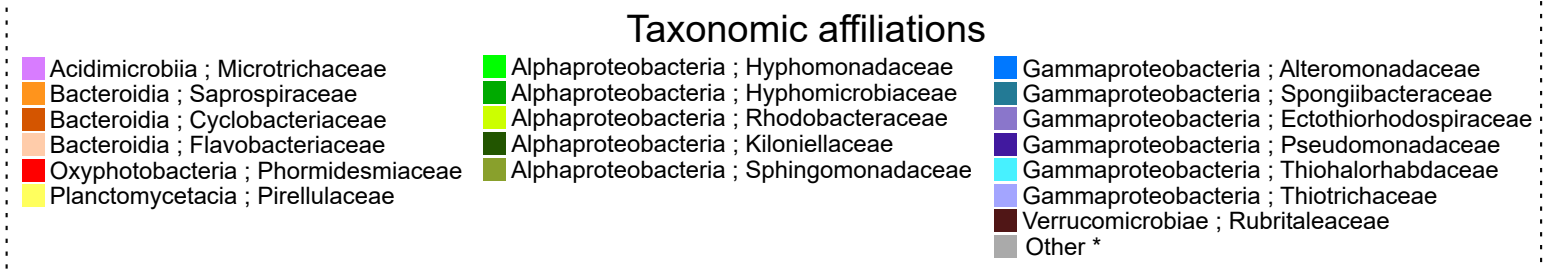 Taxonomic affiliations
Acidimicrobiia ; Microtrichaceae
Bacteroidia ; Saprospiraceae
Bacteroidia ; Cyclobacteriaceae
Bacteroidia ; Flavobacteriaceae
Oxyphotobacteria ; Phormidesmiaceae
Planctomycetacia ; Pirellulaceae
Alphaproteobacteria ; Hyphomonadaceae
Alphaproteobacteria ; Hyphomicrobiaceae
Alphaproteobacteria ; Rhodobacteraceae
Alphaproteobacteria ; Kiloniellaceae
Alphaproteobacteria ; Sphingomonadaceae
Gammaproteobacteria ; Alteromonadaceae
Gammaproteobacteria ; Spongiibacteraceae
Gammaproteobacteria ; Ectothiorhodospiraceae
Gammaproteobacteria ; Pseudomonadaceae
Gammaproteobacteria ; Thiohalorhabdaceae
Gammaproteobacteria ; Thiotrichaceae
Verrucomicrobiae ; Rubritaleaceae
Other *